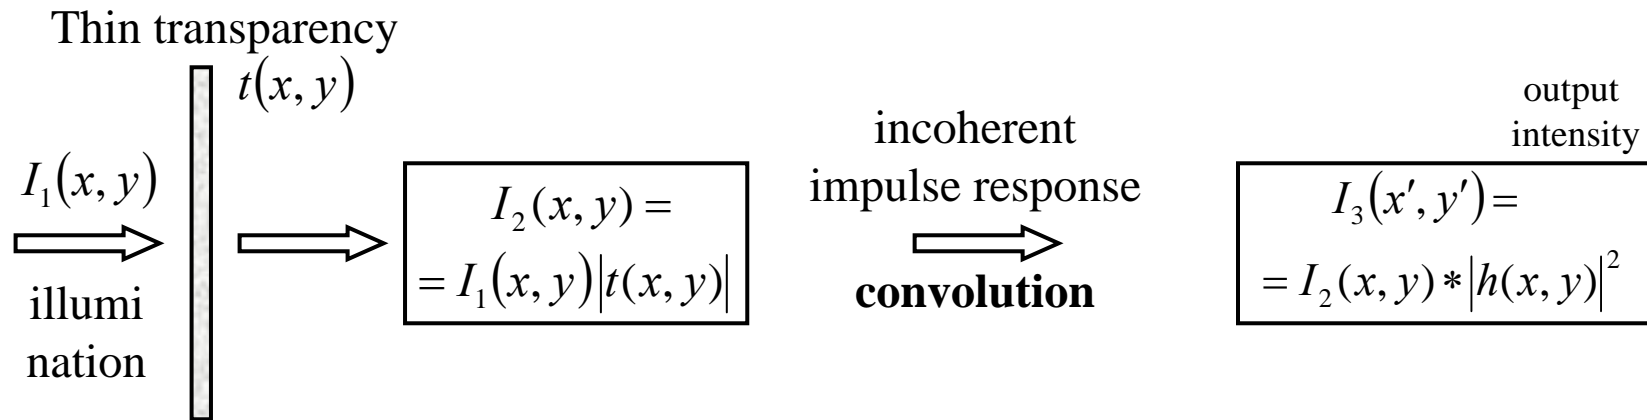 Thin transparency
t(x, y)
I₁(x, y)
illumi
nation
I₂(x, y) =
= I₁(x, y)|t(x, y)|
incoherent
impulse response
convolution
output
intensity
I₃(x′, y′) =
= I₂(x, y) ∗ |h(x, y)|²